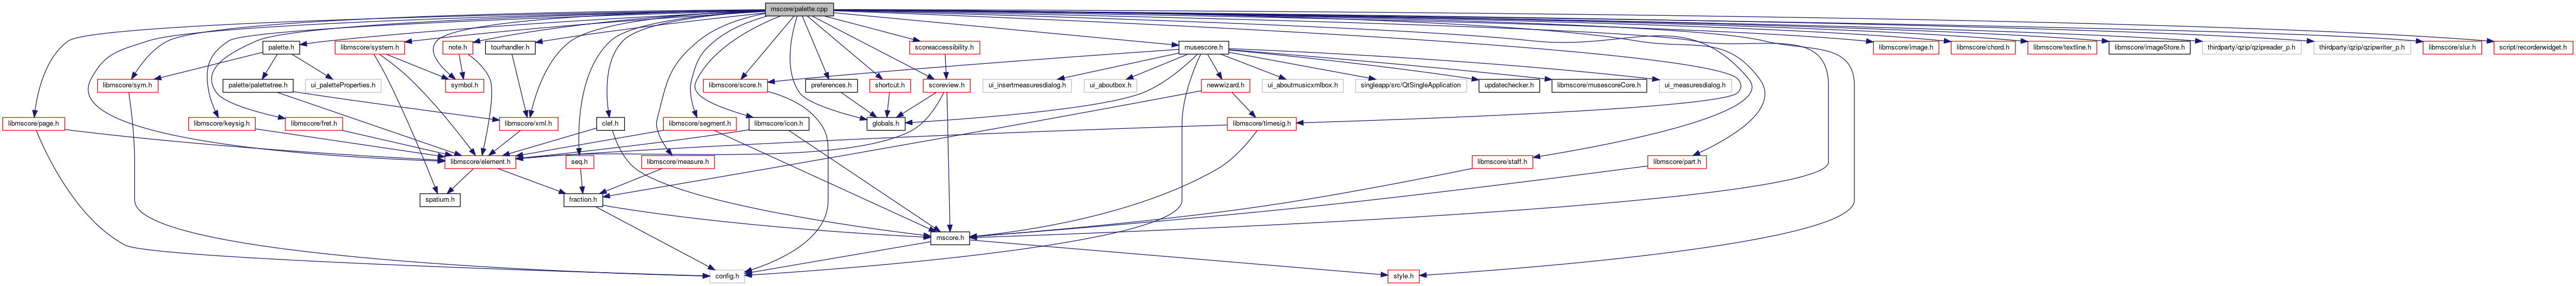 mscore/palette.cpp
palette.h
libmscore/system.h
note.h
tourhandler.h
scoreaccessibility.h
musescore.h
libmscore/image.h
libmscore/chord.h
libmscore/textline.h
libmscore/imageStore.h
thirdparty/qzip/qzipreader_p.h
thirdparty/qzip/qzipwriter_p.h
libmscore/slur.h
script/recorderwidget.h
libmscore/sym.h
palette/palettetree.h
ui_paletteProperties.h
symbol.h
libmscore/score.h
preferences.h
shortcut.h
scoreview.h
ui_insertmeasuresdialog.h
ui_aboutbox.h
newwizard.h
ui_aboutmusicxmlbox.h
singleapp/src/QtSingleApplication
updatechecker.h
libmscore/musescoreCore.h
ui_measuresdialog.h
libmscore/page.h
libmscore/keysig.h
libmscore/fret.h
libmscore/xml.h
clef.h
libmscore/segment.h
libmscore/icon.h
globals.h
libmscore/timesig.h
libmscore/element.h
seq.h
libmscore/measure.h
libmscore/staff.h
libmscore/part.h
spatium.h
fraction.h
mscore.h
config.h
style.h